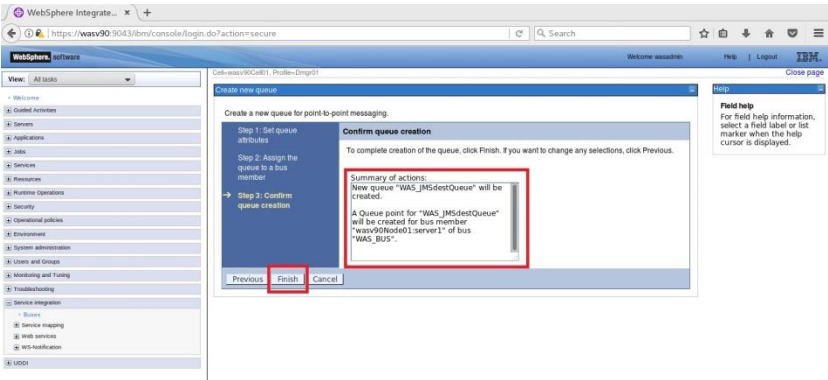 WebSphere Integrate...
https://wasv90:9043/ibm/console/login.do?action=secure
Search
WebSphere. software
Welcome wasadmin
Help | Logout
IBM.
Cell=wasv90Cell01, Profile=Dmgr01
Close page
View: All tasks
Welcome
Guided Activities
Servers
Applications
Jobs
Services
Resources
Runtime Operations
Security
Operational policies
Environment
System administration
Users and Groups
Monitoring and Tuning
Troubleshooting
Service integration
Buses
Service mapping
Web services
WS-Notification
UDDI
Create new queue
Create a new queue for point-to-point messaging.
Step 1: Set queue
attributes
Step 2: Assign the
queue to a bus
member
Step 3: Confirm
queue creation
Confirm queue creation
To complete creation of the queue, click Finish. If you want to change any selections, click Previous.
Summary of actions:
New queue "WAS_JMSdestQueue" will be
created.
A Queue point for "WAS_JMSdestQueue"
will be created for bus member
"wasv90Node01:server1" of bus
"WAS_BUS".
Previous Finish Cancel
Help
Field help
For field help information,
select a field label or list
marker when the help
cursor is displayed.